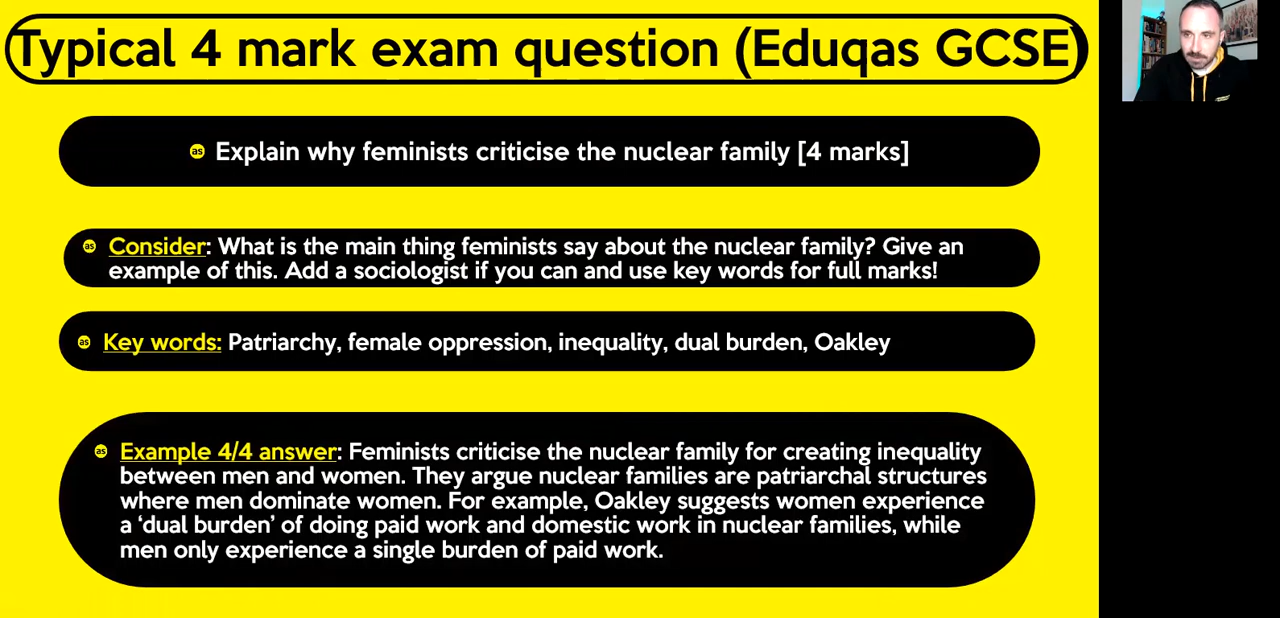 Typical 4 mark exam question (Eduqas GCSE)
as Explain why feminists criticise the nuclear family [4 marks]
as Consider: What is the main thing feminists say about the nuclear family? Give an
example of this. Add a sociologist if you can and use key words for full marks!
as Key words: Patriarchy, female oppression, inequality, dual burden, Oakley
as Example 4/4 answer: Feminists criticise the nuclear family for creating inequality
between men and women. They argue nuclear families are patriarchal structures
where men dominate women. For example, Oakley suggests women experience
a ‘dual burden’ of doing paid work and domestic work in nuclear families, while
men only experience a single burden of paid work.